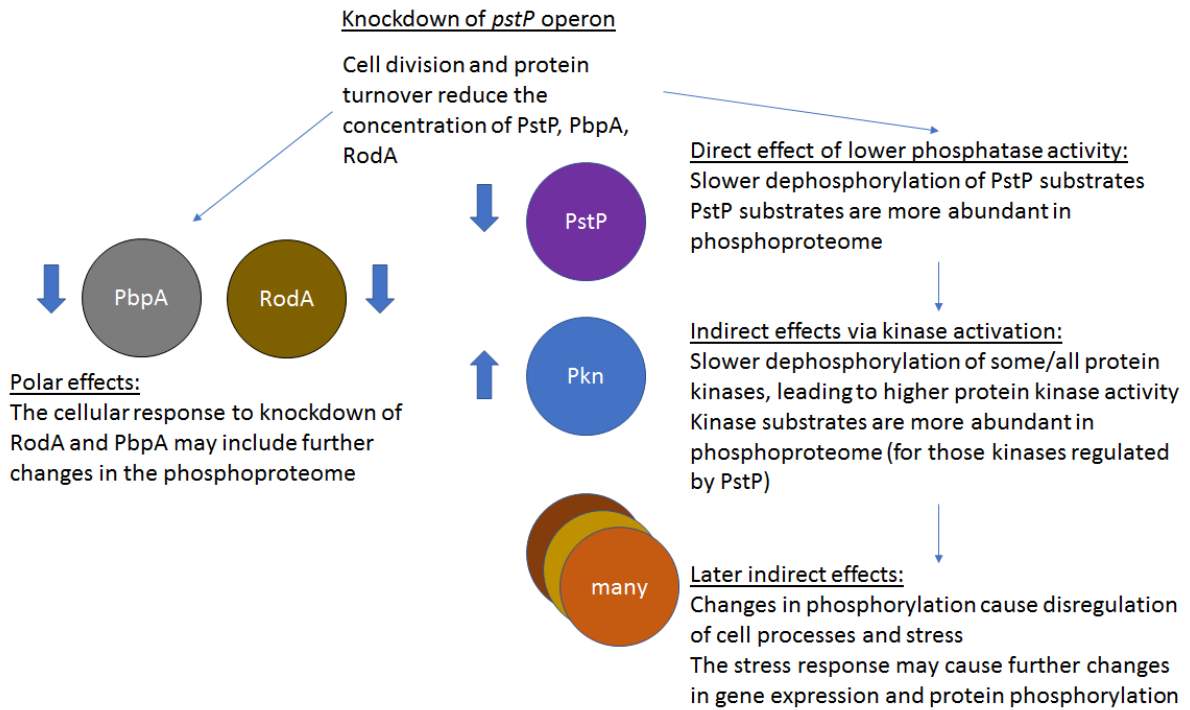 Knockdown of pstP operon
Cell division and protein
turnover reduce the
concentration of PstP, PbpA,
RodA
PstP
Direct effect of lower phosphatase activity:
Slower dephosphorylation of PstP substrates
PstP substrates are more abundant in
phosphoproteome
PbpA
RodA
Polar effects:
The cellular response to knockdown of
RodA and PbpA may include further
changes in the phosphoproteome
Pkn
Indirect effects via kinase activation:
Slower dephosphorylation of some/all protein
kinases, leading to higher protein kinase activity
Kinase substrates are more abundant in
phosphoproteome (for those kinases regulated
by PstP)
many
Later indirect effects:
Changes in phosphorylation cause disregulation
of cell processes and stress
The stress response may cause further changes
in gene expression and protein phosphorylation